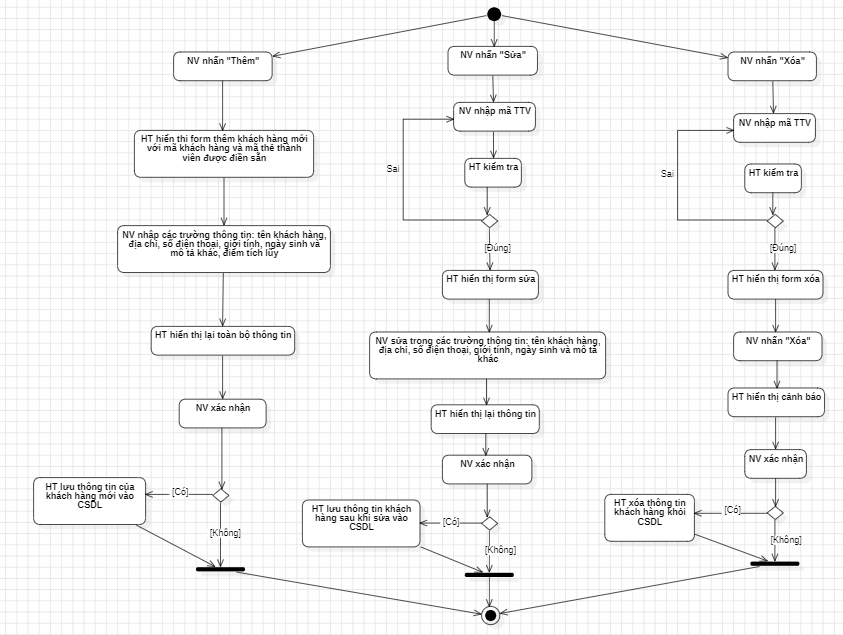 NV nhấn "Thêm"
HT hiển thị form thêm khách hàng mới
với mã khách hàng và mã thẻ thành
viên được điền sẵn
NV nhập các trường thông tin: tên khách hàng,
địa chỉ, số điện thoại, giới tính, ngày sinh và
mô tả khác, điểm tích lũy
HT hiển thị lại toàn bộ thông tin
NV xác nhận
[Có]
HT lưu thông tin của
khách hàng mới vào
CSDL
[Không]
NV nhấn "Sửa"
NV nhập mã TTV
HT kiểm tra
Sai
[Đúng]
HT hiển thị form sửa
NV sửa trong các trường thông tin: tên khách hàng,
địa chỉ, số điện thoại, giới tính, ngày sinh và mô tả
khác
HT hiển thị lại thông tin
NV xác nhận
[Có]
HT lưu thông tin khách
hàng sau khi sửa vào
CSDL
[Không]
NV nhấn "Xóa"
NV nhập mã TTV
HT kiểm tra
Sai
[Đúng]
HT hiển thị form xóa
NV nhấn "Xóa"
HT hiển thị cảnh báo
NV xác nhận
[Có]
HT xóa thông tin
khách hàng khỏi
CSDL
[Không]